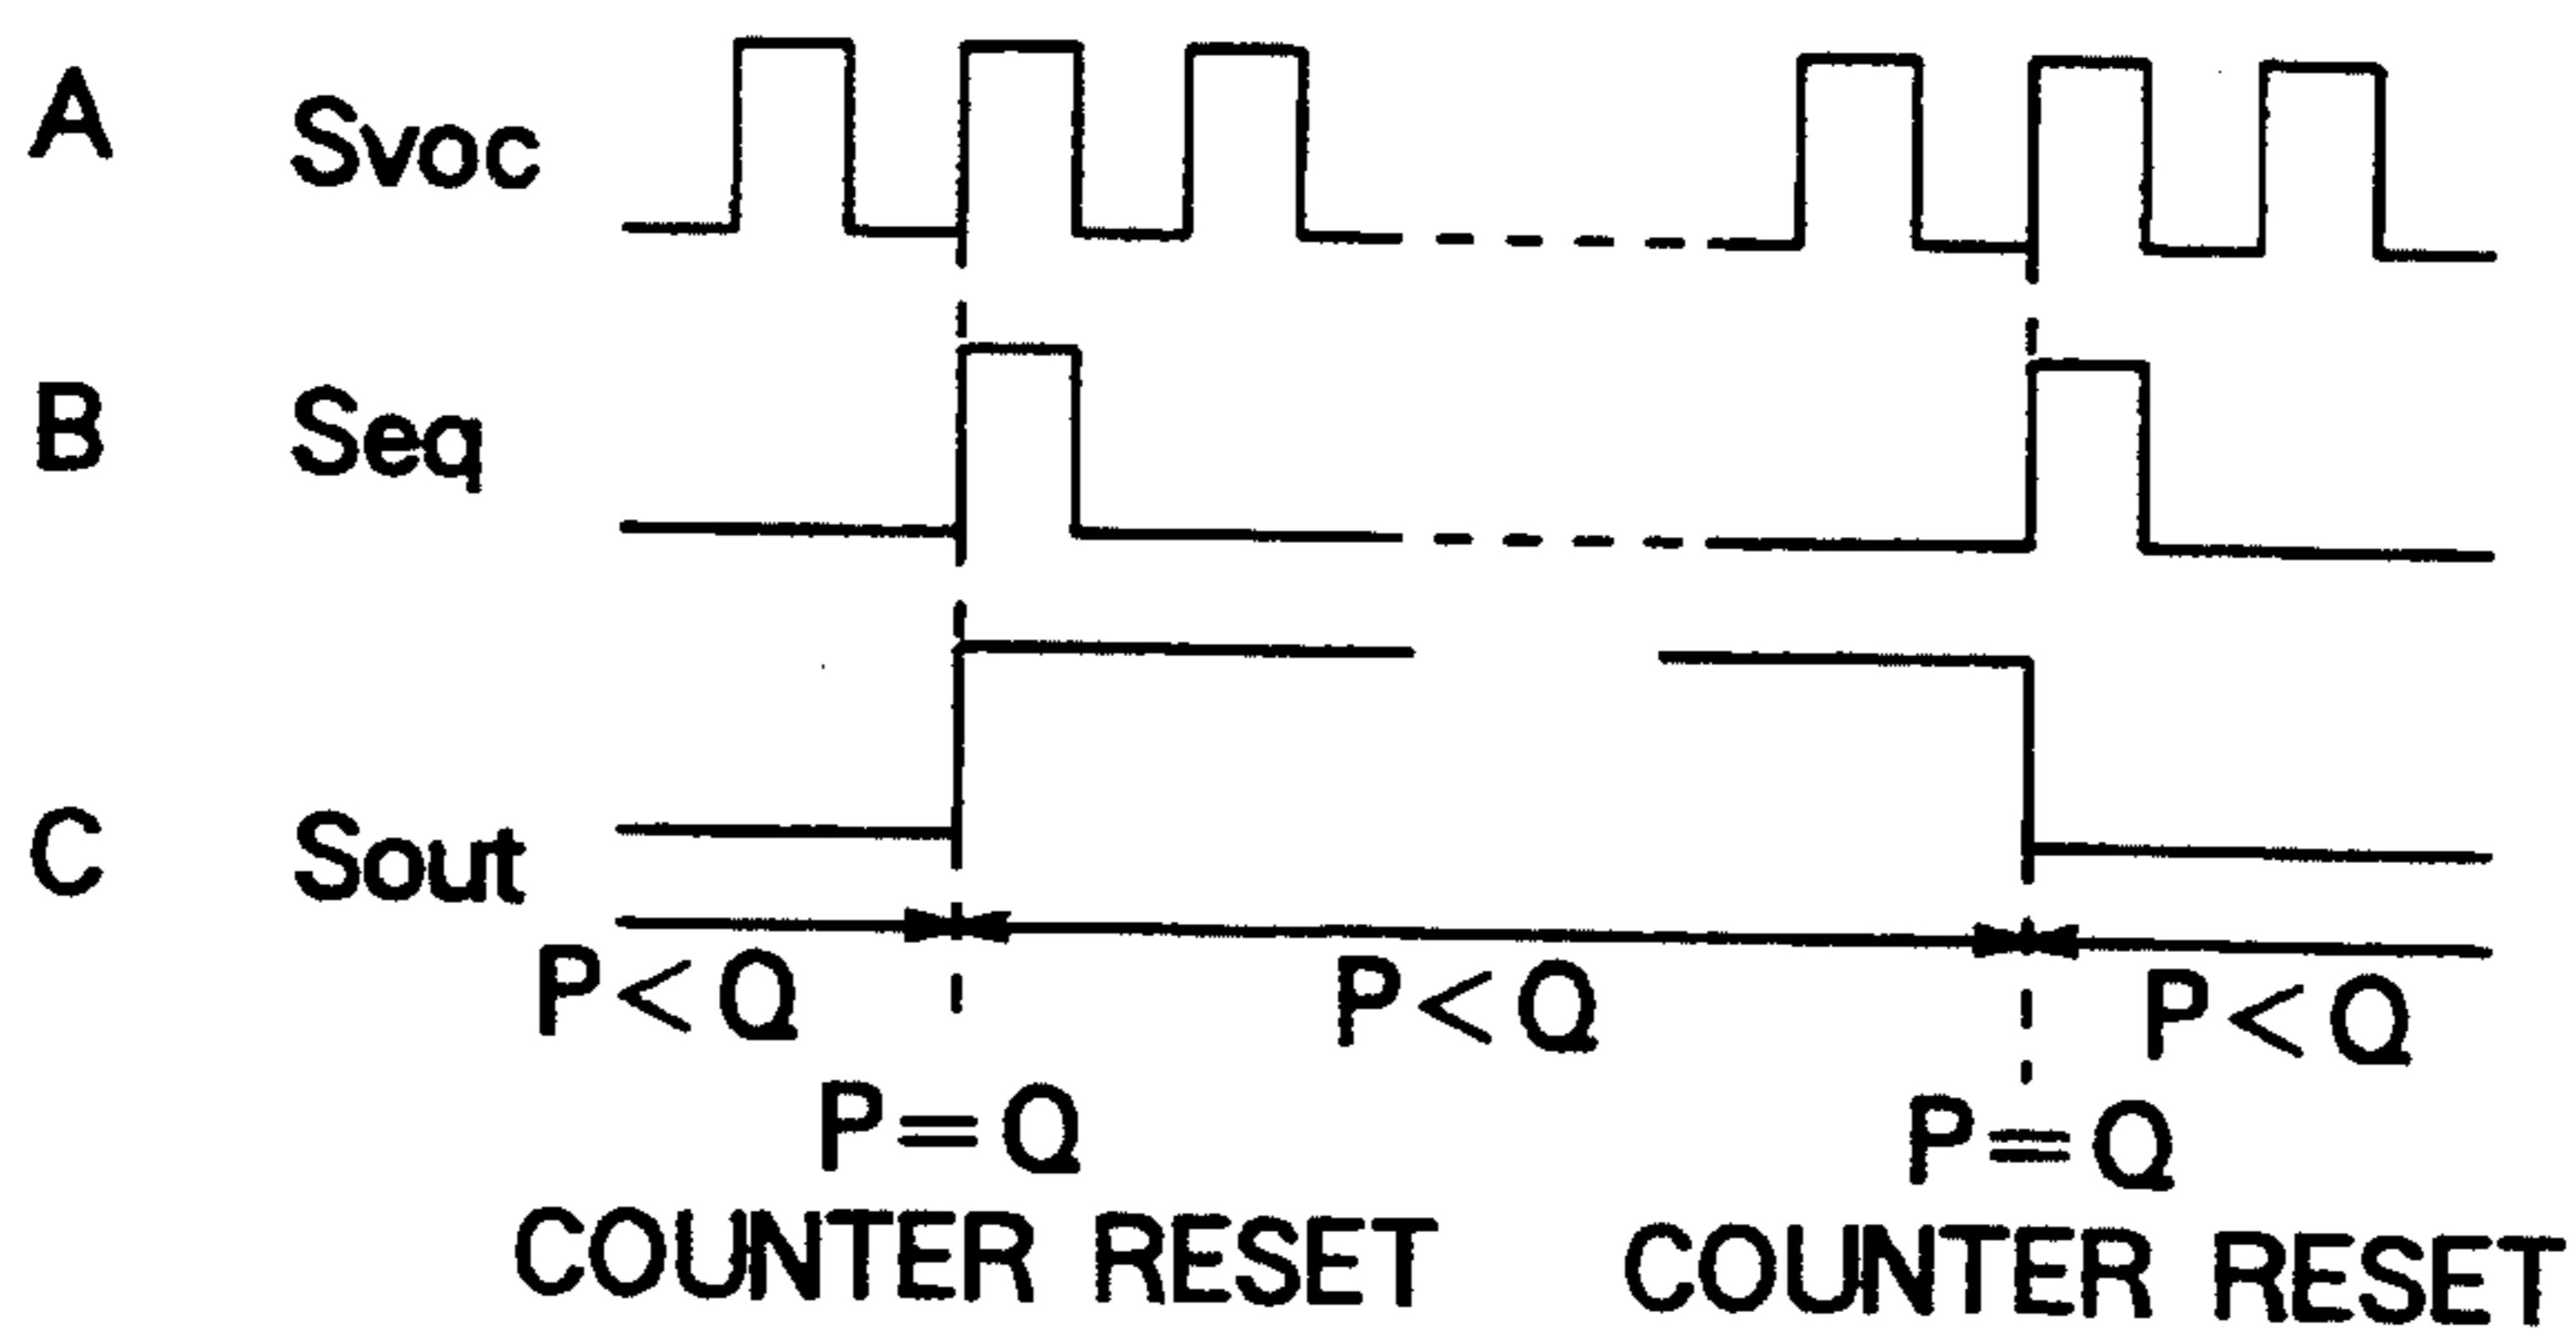 A Svoc
B Seq
C Sout
P<Q P<Q P<Q
P=Q P=Q
COUNTER RESET COUNTER RESET